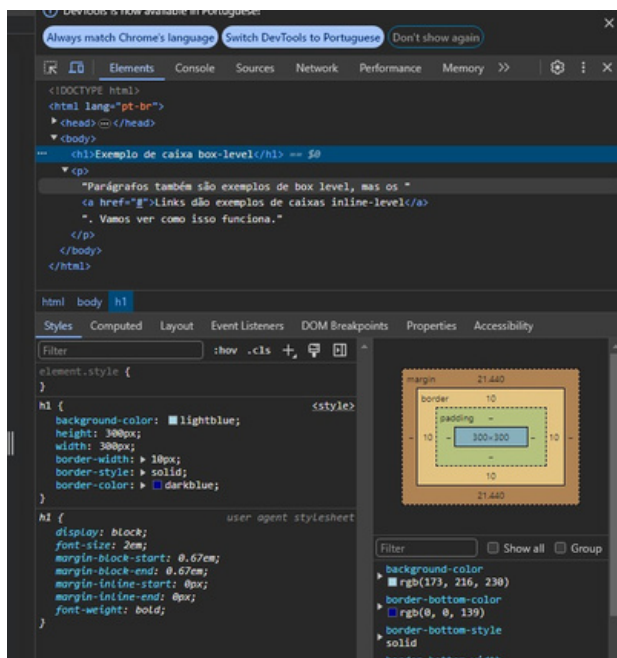 DevTools is now available in Portuguese!
Always match Chrome's language Switch DevTools to Portuguese Don't show again
Elements Console Sources Network Performance Memory
<!DOCTYPE html>
<html lang="pt-br">
<head> … </head>
<body>
<h1>Exemplo de caixa box-level</h1> == $0
<p>
"Parágrafos também são exemplos de box level, mas os "
<a href="#">Links dão exemplos de caixas inline-level</a>
". Vamos ver como isso funciona."
</p>
</body>
</html>
html body h1
Styles Computed Layout Event Listeners DOM Breakpoints Properties Accessibility
Filter :hov .cls
element.style {
}
h1 { <style>
background-color: lightblue;
height: 300px;
width: 300px;
border-width: 10px;
border-style: solid;
border-color: darkblue;
}
h1 { user agent stylesheet
display: block;
font-size: 2em;
margin-block-start: 0.67em;
margin-block-end: 0.67em;
margin-inline-start: 0px;
margin-inline-end: 0px;
font-weight: bold;
}
margin 21.440
border 10
padding -
- 10 - 300×300 - 10 -
-
10
21.440
Filter Show all Group
background-color
rgb(173, 216, 230)
border-bottom-color
rgb(0, 0, 139)
border-bottom-style
solid